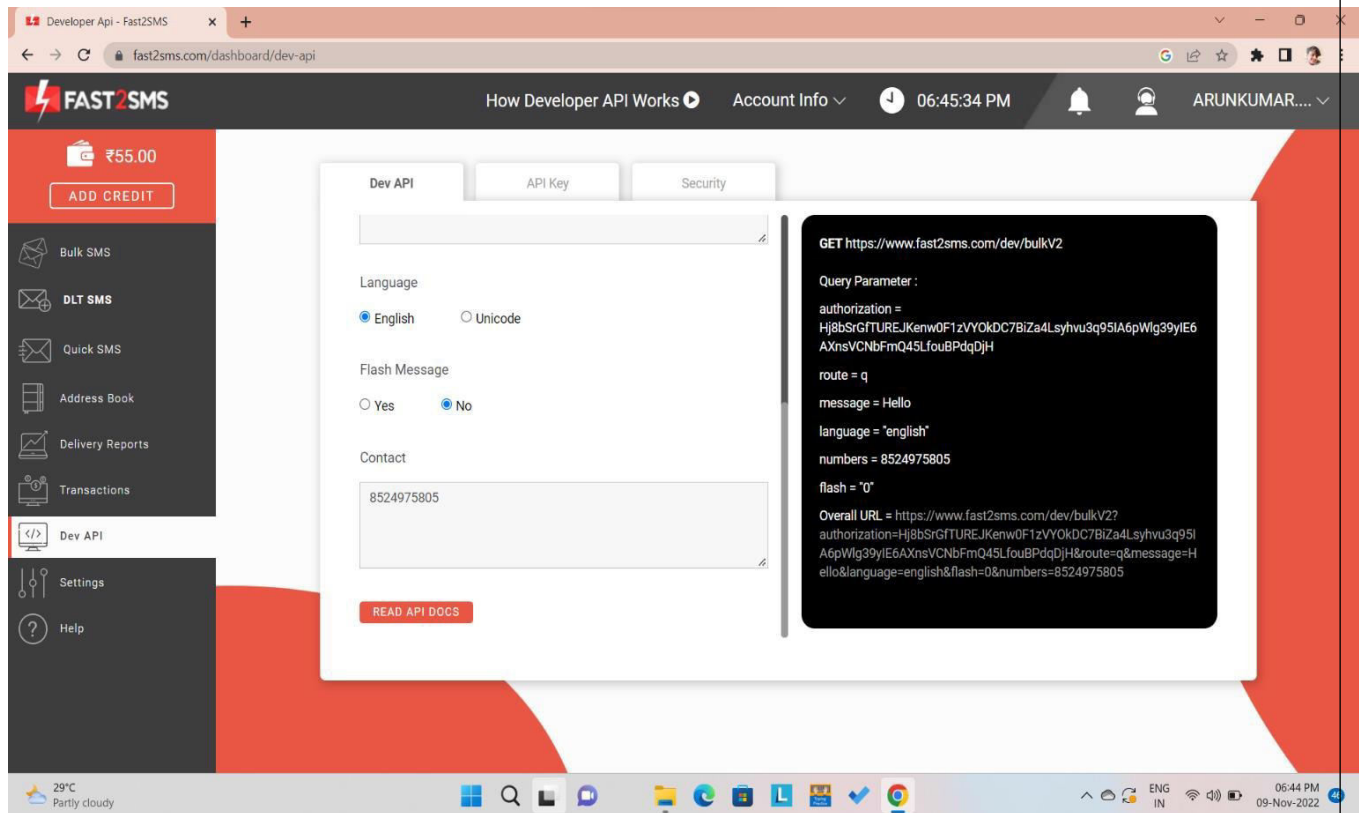 Developer Api - Fast2SMS
fast2sms.com/dashboard/dev-api
FAST2SMS
How Developer API Works
Account Info
06:45:34 PM
ARUNKUMAR....
₹55.00
ADD CREDIT
Bulk SMS
DLT SMS
Quick SMS
Address Book
Delivery Reports
Transactions
Dev API
Settings
Help
Dev API
API Key
Security
Language
English
Unicode
Flash Message
Yes
No
Contact
8524975805
READ API DOCS
GET https://www.fast2sms.com/dev/bulkV2
Query Parameter :
authorization =
Hj8bSrGfTUREJKenw0F1zVYOkDC7BiZa4Lsyhvu3q95IA6pWlg39yIE6
AXnsVCNbFmQ45LfouBPdqDjH
route = q
message = Hello
language = "english"
numbers = 8524975805
flash = "0"
Overall URL = https://www.fast2sms.com/dev/bulkV2?
authorization=Hj8bSrGfTUREJKenw0F1zVYOkDC7BiZa4Lsyhvu3q95I
A6pWlg39yIE6AXnsVCNbFmQ45LfouBPdqDjH&route=q&message=H
ello&language=english&flash=0&numbers=8524975805
29°C
Partly cloudy
ENG
IN
06:44 PM
09-Nov-2022
46